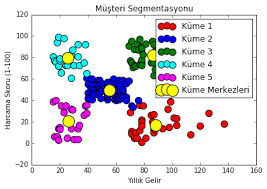 Müşteri Segmentasyonu
120
100
80
60
40
20
0
-20
Harcama Skoru (1-100)
Küme 1
Küme 2
Küme 3
Küme 4
Küme 5
Küme Merkezleri
0 20 40 60 80 100 120 140 160
Yıllık Gelir